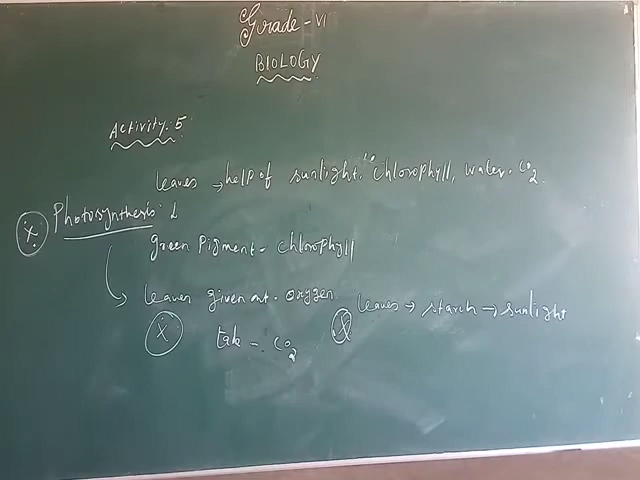 Grade - VI
BIOLOGY
Activity: 5
leaves → help of sunlight. chlorophyll, water. CO2
Photosynthesis:
green pigment - chlorophyll
leaves given out - oxygen
leaves → starch → sunlight
tak - CO2